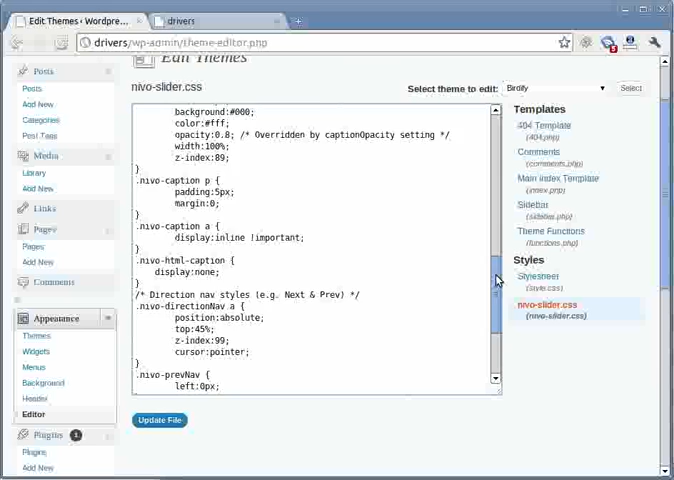 Edit Themes ‹ Wordpre...
drivers
drivers/wp-admin/theme-editor.php
Edit Themes
nivo-slider.css
Select theme to edit:
Birdify
Select
Posts
Posts
Add New
Categories
Post Tags
Media
Library
Add New
Links
Pages
Pages
Add New
Comments
Appearance
Themes
Widgets
Menus
Background
Header
Editor
Plugins 1
Plugins
Add New
background:#000;
color:#fff;
opacity:0.8; /* Overridden by captionOpacity setting */
width:100%;
z-index:89;
}
.nivo-caption p {
padding:5px;
margin:0;
}
.nivo-caption a {
display:inline !important;
}
.nivo-html-caption {
display:none;
}
/* Direction nav styles (e.g. Next & Prev) */
.nivo-directionNav a {
position:absolute;
top:45%;
z-index:99;
cursor:pointer;
}
.nivo-prevNav {
left:0px;
Update File
Templates
404 Template
(404.php)
Comments
(comments.php)
Main Index Template
(index.php)
Sidebar
(sidebar.php)
Theme Functions
(functions.php)
Styles
Stylesheet
(style.css)
nivo-slider.css
(nivo-slider.css)